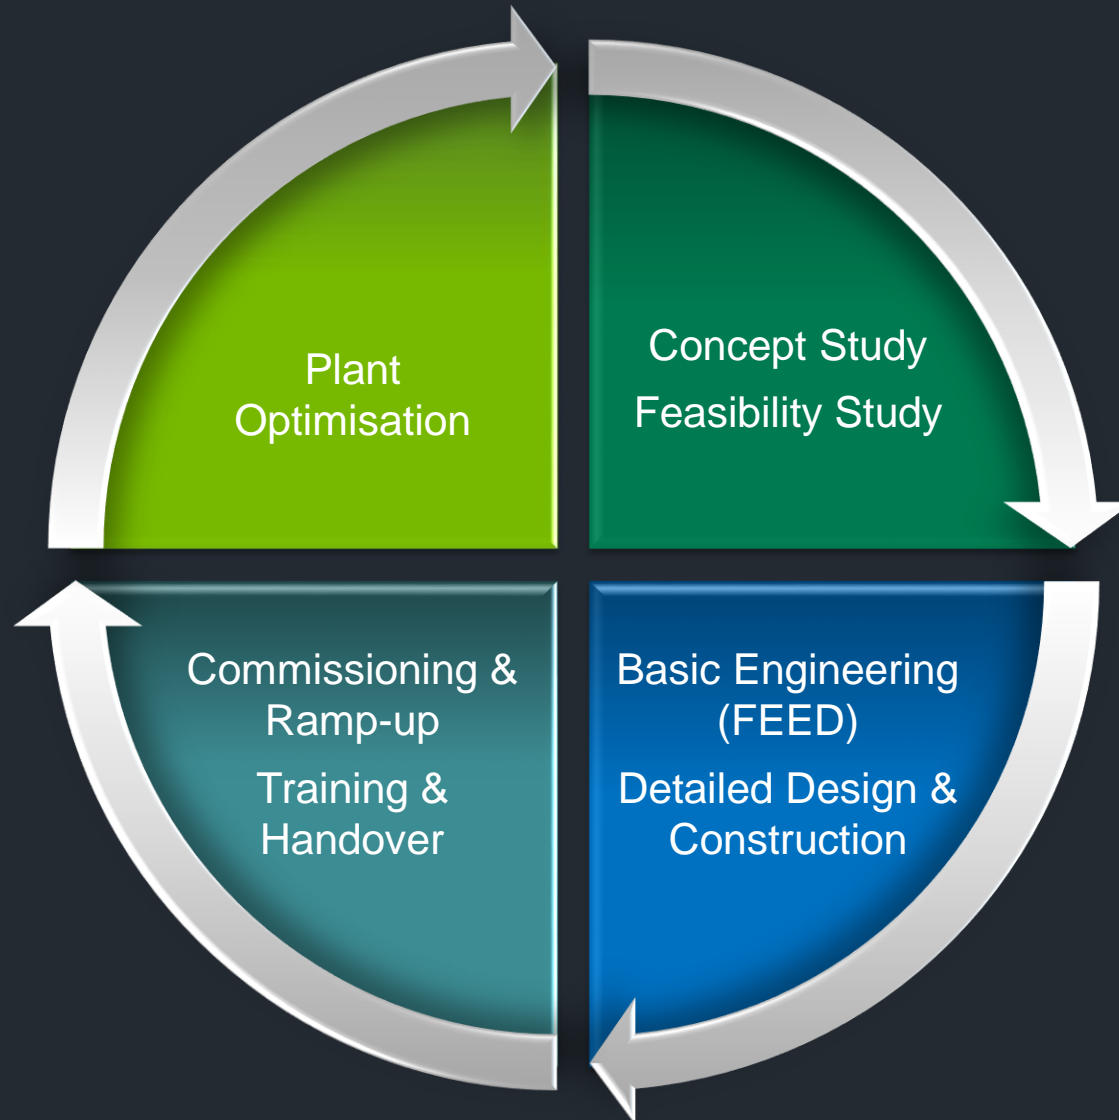 Plant
Optimisation
Concept Study
Feasibility Study
Commissioning &
Ramp-up
Training &
Handover
Basic Engineering
(FEED)
Detailed Design &
Construction